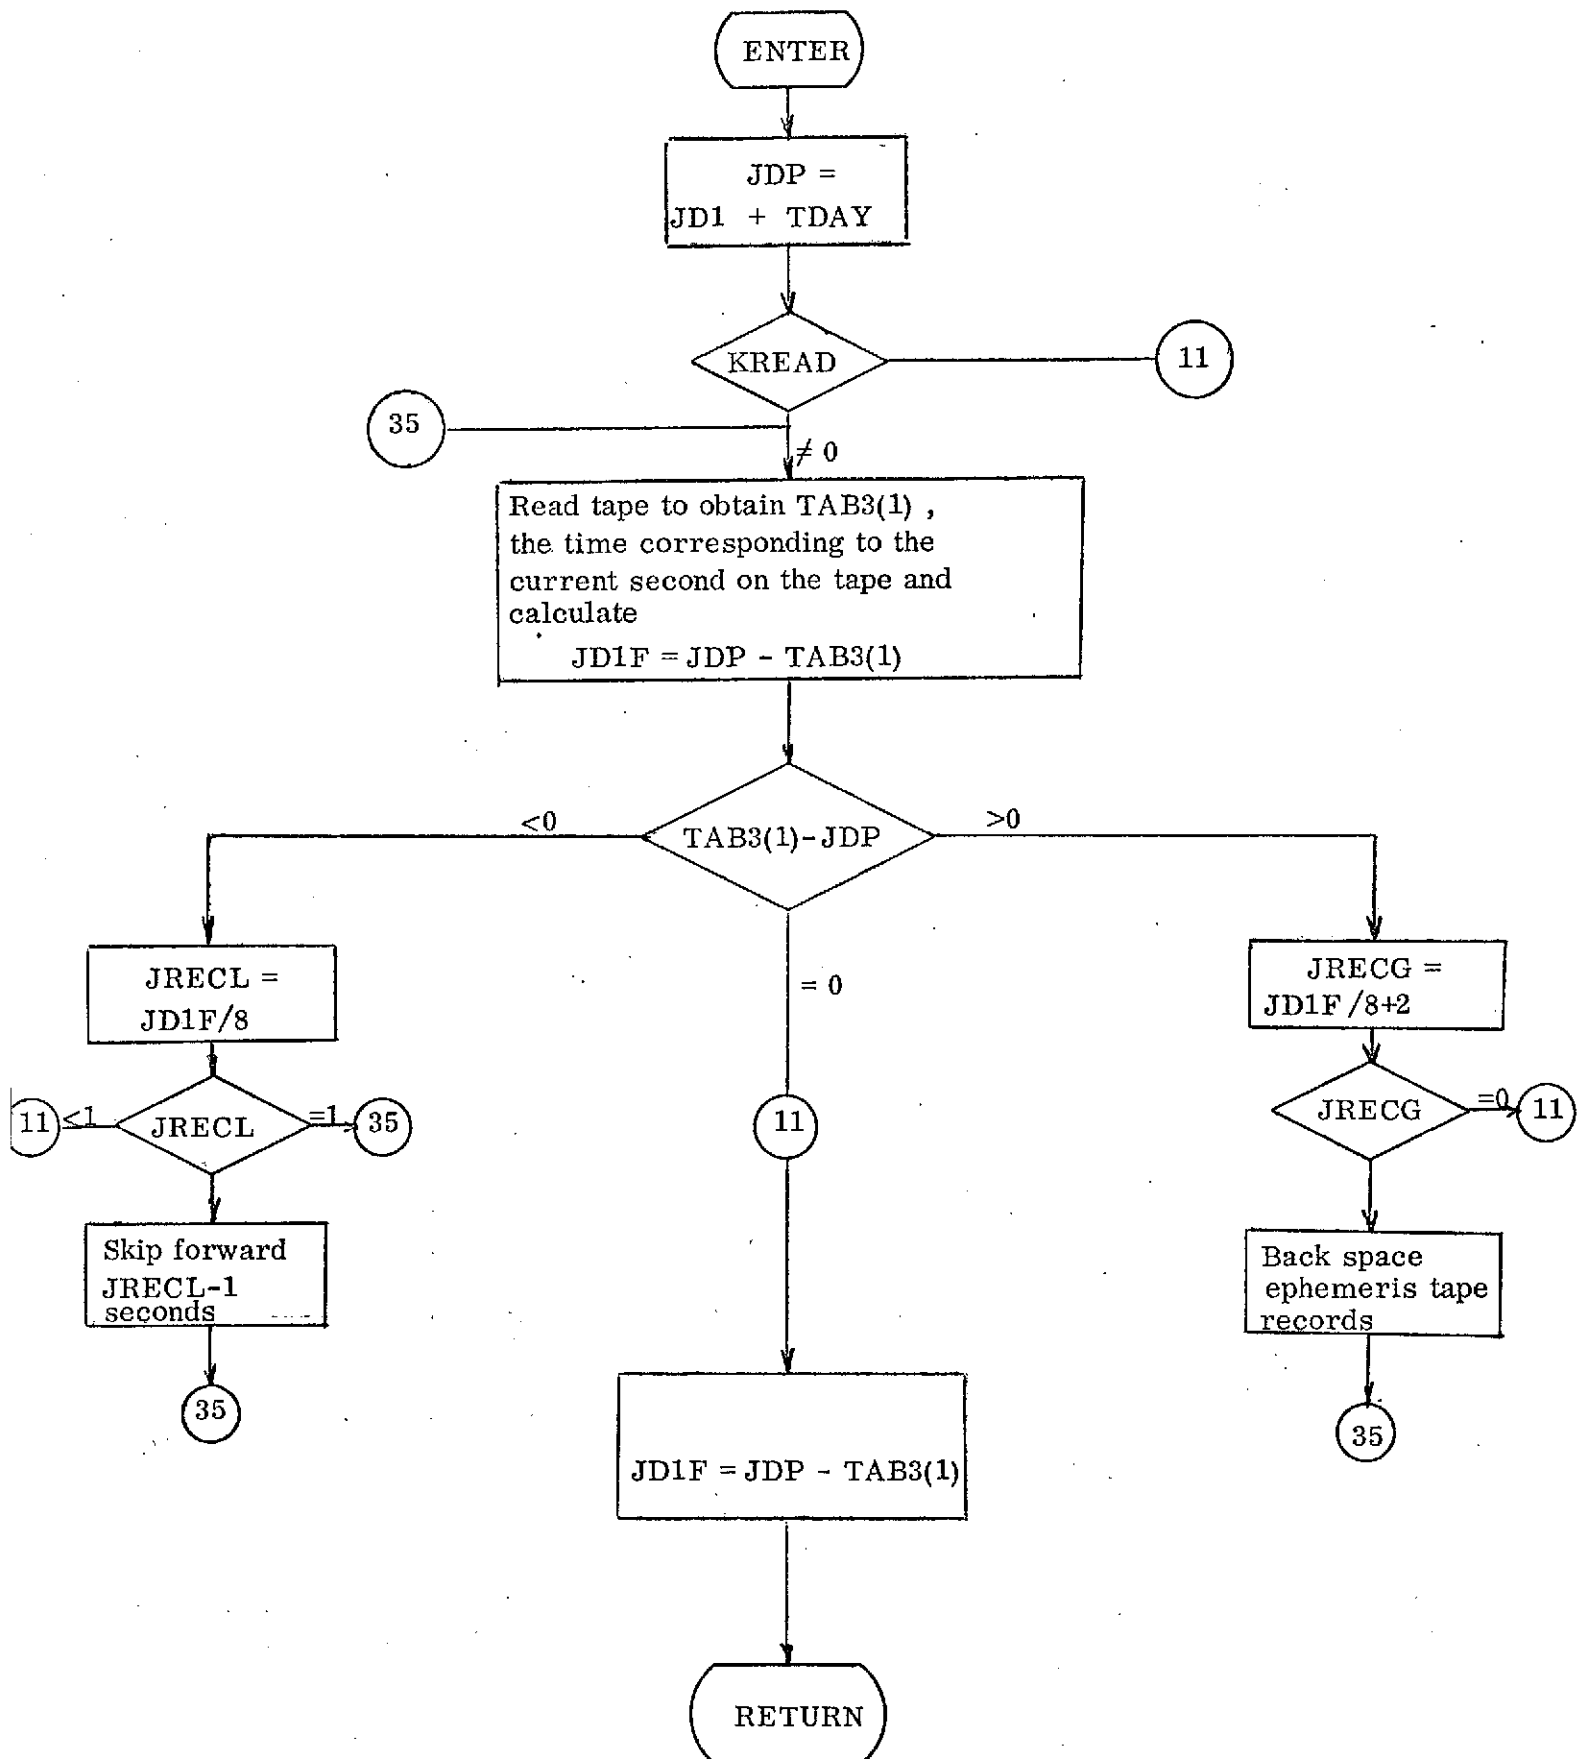 ENTER
JDP =
JD1 + TDAY
KREAD
11
35
≠ 0
Read tape to obtain TAB3(1) ,
the time corresponding to the
current second on the tape and
calculate
JD1F = JDP - TAB3(1)
<0
TAB3(1)-JDP
>0
JRECL =
JD1F/8
= 0
JRECG =
JD1F /8+2
11
<1
JRECL
=1
35
11
JRECG
=0
11
Skip forward
JRECL-1
seconds
Back space
ephemeris tape
records
35
35
JD1F = JDP - TAB3(1)
RETURN